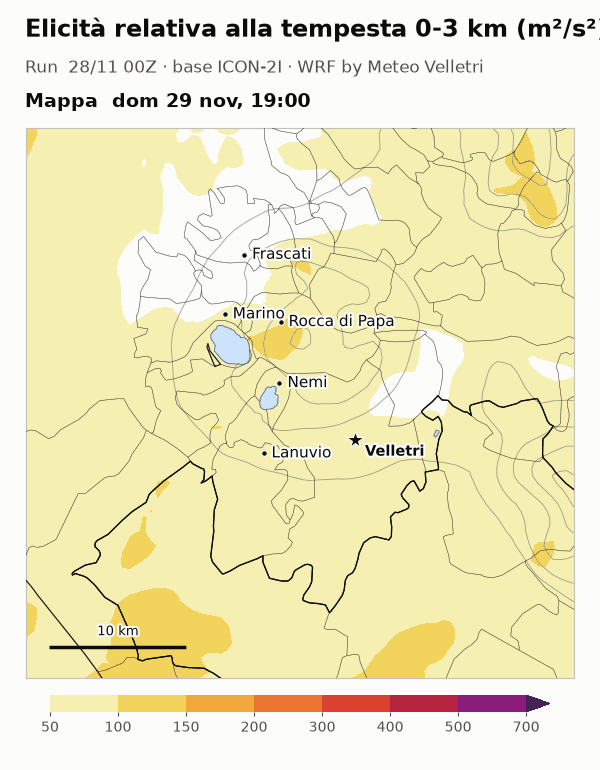 Elicità relativa alla tempesta 0-3 km (m²/s²)
Run 28/11 00Z · base ICON-2I · WRF by Meteo Velletri
Mappa dom 29 nov, 19:00
Frascati
Marino
Rocca di Papa
Nemi
Velletri
Lanuvio
10 km
50 100 150 200 300 400 500 700